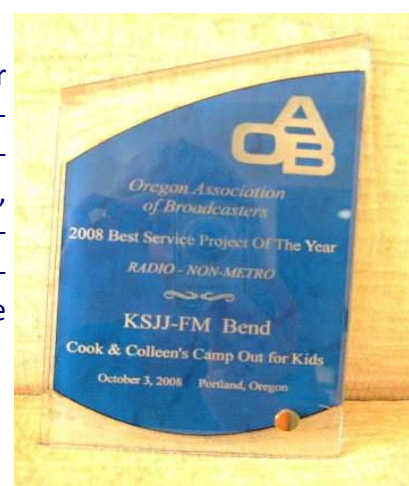 r
-
-
,
-
-
e
OAB
Oregon Association
of Broadcasters
2008 Best Service Project Of The Year
RADIO - NON-METRO
KSJJ-FM Bend
Cook & Colleen's Camp Out for Kids
October 3, 2008 Portland, Oregon